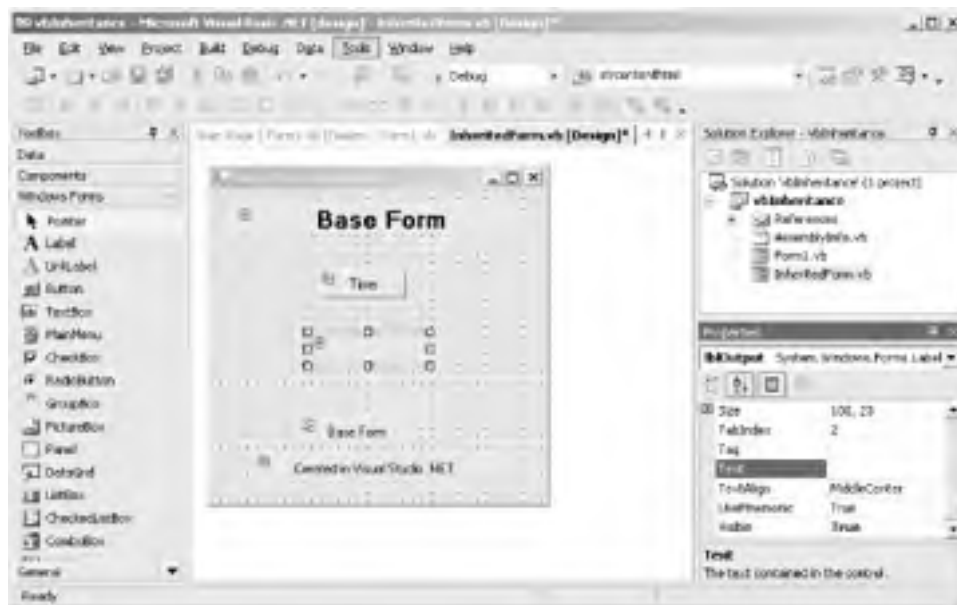 vbInheritance - Microsoft Visual Basic .NET [design] - InheritedForm.vb [Design]*
File Edit View Project Build Debug Data Tools Window Help
Debug
Toolbox
Data
Components
Windows Forms
Pointer
Label
LinkLabel
Button
TextBox
MainMenu
CheckBox
RadioButton
GroupBox
PictureBox
Panel
DataGrid
ListBox
CheckedListBox
ComboBox
General
InheritedForm.vb [Design]*
Base Form
Time
Base Form
Created in Visual Studio .NET
Solution Explorer - vbInheritance
Solution 'vbInheritance' (1 project)
vbInheritance
References
AssemblyInfo.vb
Form1.vb
InheritedForm.vb
Properties
lblOutput System.Windows.Forms.Label
Size 100, 23
TabIndex 2
Tag
Text
TextAlign MiddleCenter
UseMnemonic True
Visible True
Text
The text contained in the control.
Ready